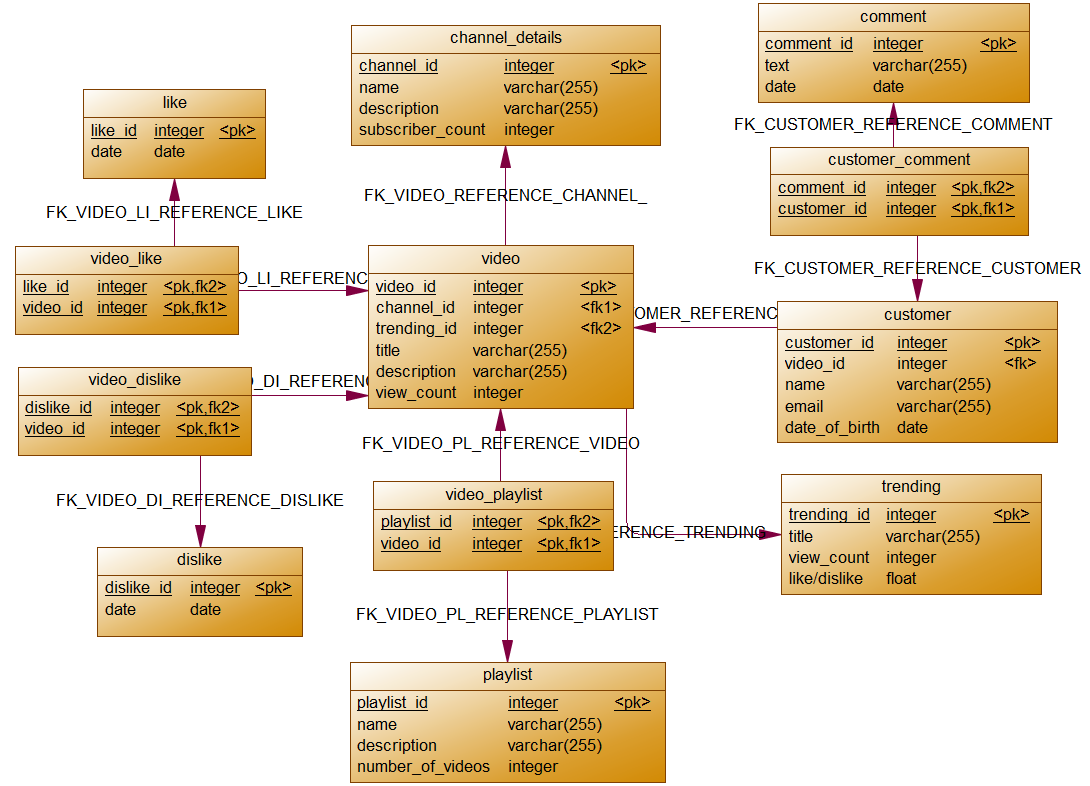 channel_details
channel_id integer <pk>
name varchar(255)
description varchar(255)
subscriber_count integer
comment
comment_id integer <pk>
text varchar(255)
date date
like
like_id integer <pk>
date date
FK_CUSTOMER_REFERENCE_COMMENT
customer_comment
comment_id integer <pk,fk2>
customer_id integer <pk,fk1>
FK_VIDEO_REFERENCE_CHANNEL_
FK_VIDEO_LI_REFERENCE_LIKE
video_like
like_id integer <pk,fk2>
video_id integer <pk,fk1>
O_LI_REFERENC
video
video_id integer <pk>
channel_id integer <fk1>
trending_id integer <fk2>
title varchar(255)
description varchar(255)
view_count integer
FK_CUSTOMER_REFERENCE_CUSTOMER
OMER_REFERENC
customer
customer_id integer <pk>
video_id integer <fk>
name varchar(255)
email varchar(255)
date_of_birth date
video_dislike
dislike_id integer <pk,fk2>
video_id integer <pk,fk1>
O_DI_REFERENC
FK_VIDEO_PL_REFERENCE_VIDEO
video_playlist
playlist_id integer <pk,fk2>
video_id integer <pk,fk1>
ERENCE_TRENDING
trending
trending_id integer <pk>
title varchar(255)
view_count integer
like/dislike float
FK_VIDEO_DI_REFERENCE_DISLIKE
dislike
dislike_id integer <pk>
date date
FK_VIDEO_PL_REFERENCE_PLAYLIST
playlist
playlist_id integer <pk>
name varchar(255)
description varchar(255)
number_of_videos integer